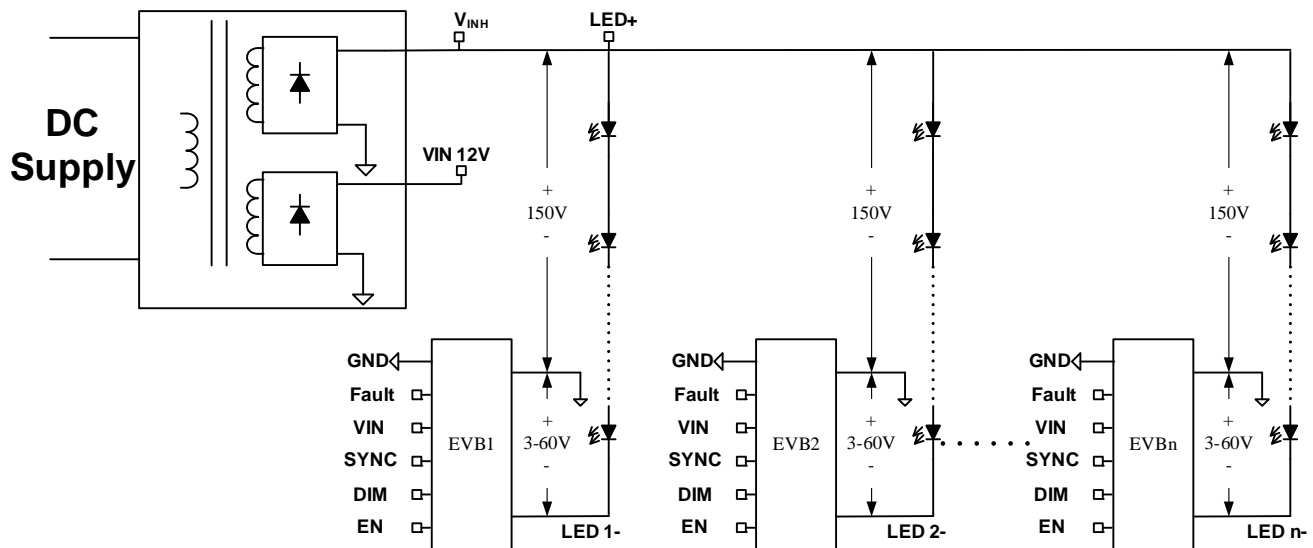 V_INH
LED+
DC
Supply
VIN 12V
+
150V
-
+
150V
-
+
150V
-
GND
Fault
VIN
SYNC
DIM
EN
EVB1
+
3-60V
-
LED 1-
GND
Fault
VIN
SYNC
DIM
EN
EVB2
+
3-60V
-
LED 2-
GND
Fault
VIN
SYNC
DIM
EN
EVBn
+
3-60V
-
LED n-